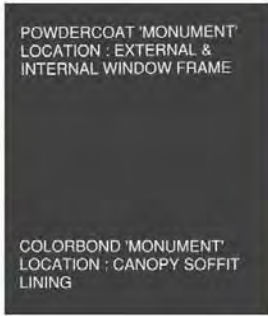 POWDERCOAT 'MONUMENT'
LOCATION : EXTERNAL &
INTERNAL WINDOW FRAME
COLORBOND 'MONUMENT'
LOCATION : CANOPY SOFFIT
LINING